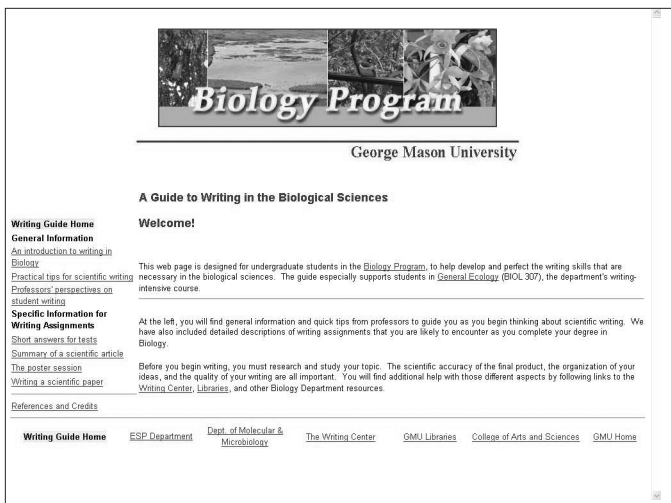 Biology Program
George Mason University
A Guide to Writing in the Biological Sciences
Welcome!
Writing Guide Home
General Information
An introduction to writing in
Biology
Practical tips for scientific writing
Professors' perspectives on
student writing
Specific Information for
Writing Assignments
Short answers for tests
Summary of a scientific article
The poster session
Writing a scientific paper
References and Credits
This web page is designed for undergraduate students in the Biology Program, to help develop and perfect the writing skills that are
necessary in the biological sciences. The guide especially supports students in General Ecology (BIOL 307), the department's writing-
intensive course.
At the left, you will find general information and quick tips from professors to guide you as you begin thinking about scientific writing. We
have also included detailed descriptions of writing assignments that you are likely to encounter as you complete your degree in
Biology.
Before you begin writing, you must research and study your topic. The scientific accuracy of the final product, the organization of your
ideas, and the quality of your writing are all important. You will find additional help with those different aspects by following links to the
Writing Center, Libraries, and other Biology Department resources.
Writing Guide Home
ESP Department
Dept. of Molecular &
Microbiology
The Writing Center
GMU Libraries
College of Arts and Sciences
GMU Home